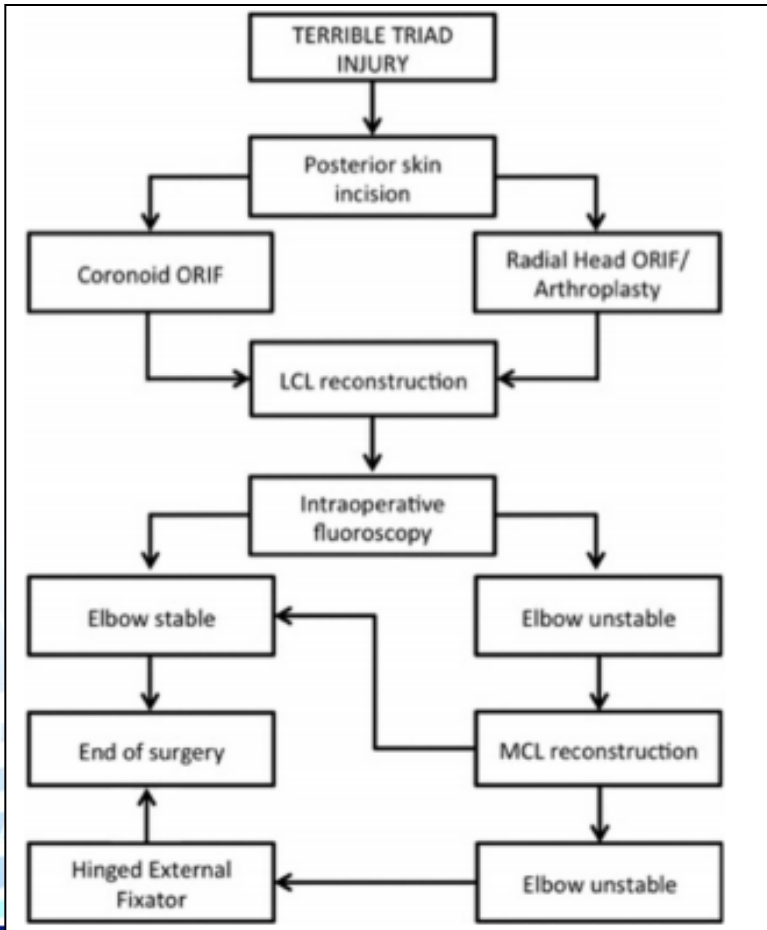 TERRIBLE TRIAD
INJURY
Posterior skin
incision
Coronoid ORIF
Radial Head ORIF/
Arthroplasty
LCL reconstruction
Intraoperative
fluoroscopy
Elbow stable
Elbow unstable
End of surgery
MCL reconstruction
Hinged External
Fixator
Elbow unstable